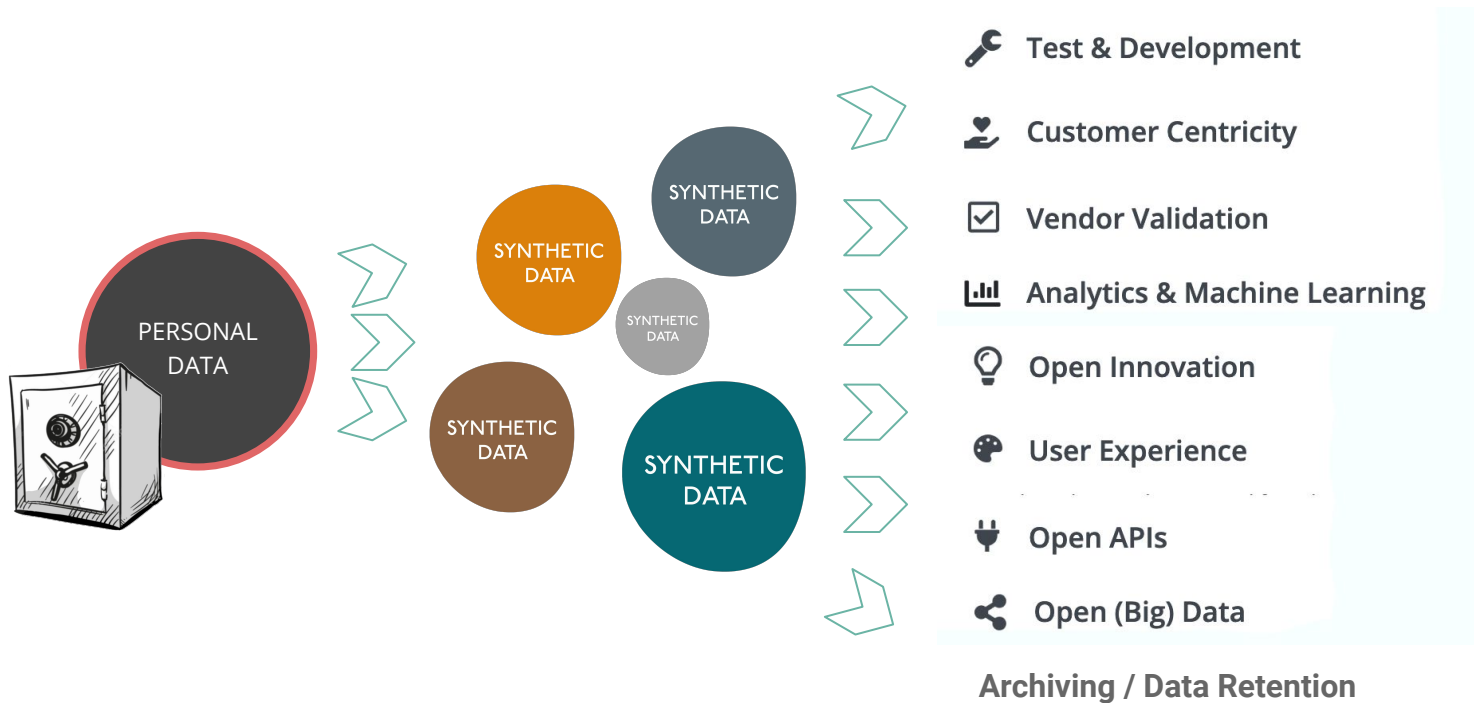 PERSONAL
DATA
SYNTHETIC
DATA
SYNTHETIC
DATA
SYNTHETIC
DATA
SYNTHETIC
DATA
SYNTHETIC
DATA
Test & Development
Customer Centricity
Vendor Validation
Analytics & Machine Learning
Open Innovation
User Experience
Open APIs
Open (Big) Data
Archiving / Data Retention